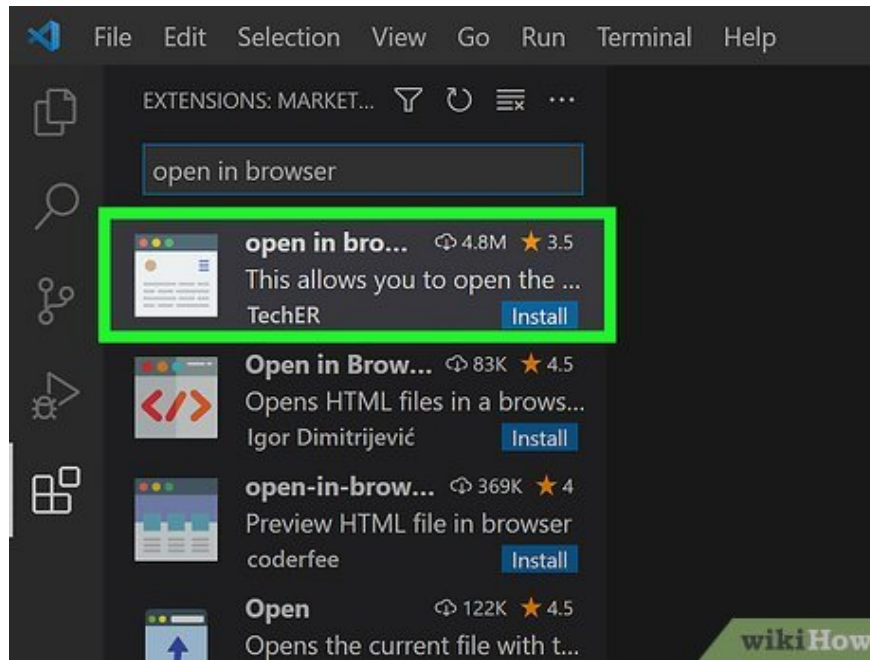 File Edit Selection View Go Run Terminal Help
EXTENSIONS: MARKET...
open in browser
open in bro... 4.8M 3.5
This allows you to open the ...
TechER Install
Open in Brow... 83K 4.5
Opens HTML files in a brows...
Igor Dimitrijević Install
open-in-brow... 369K 4
Preview HTML file in browser
coderfee Install
Open 122K 4.5
Opens the current file with t...
wikiHow